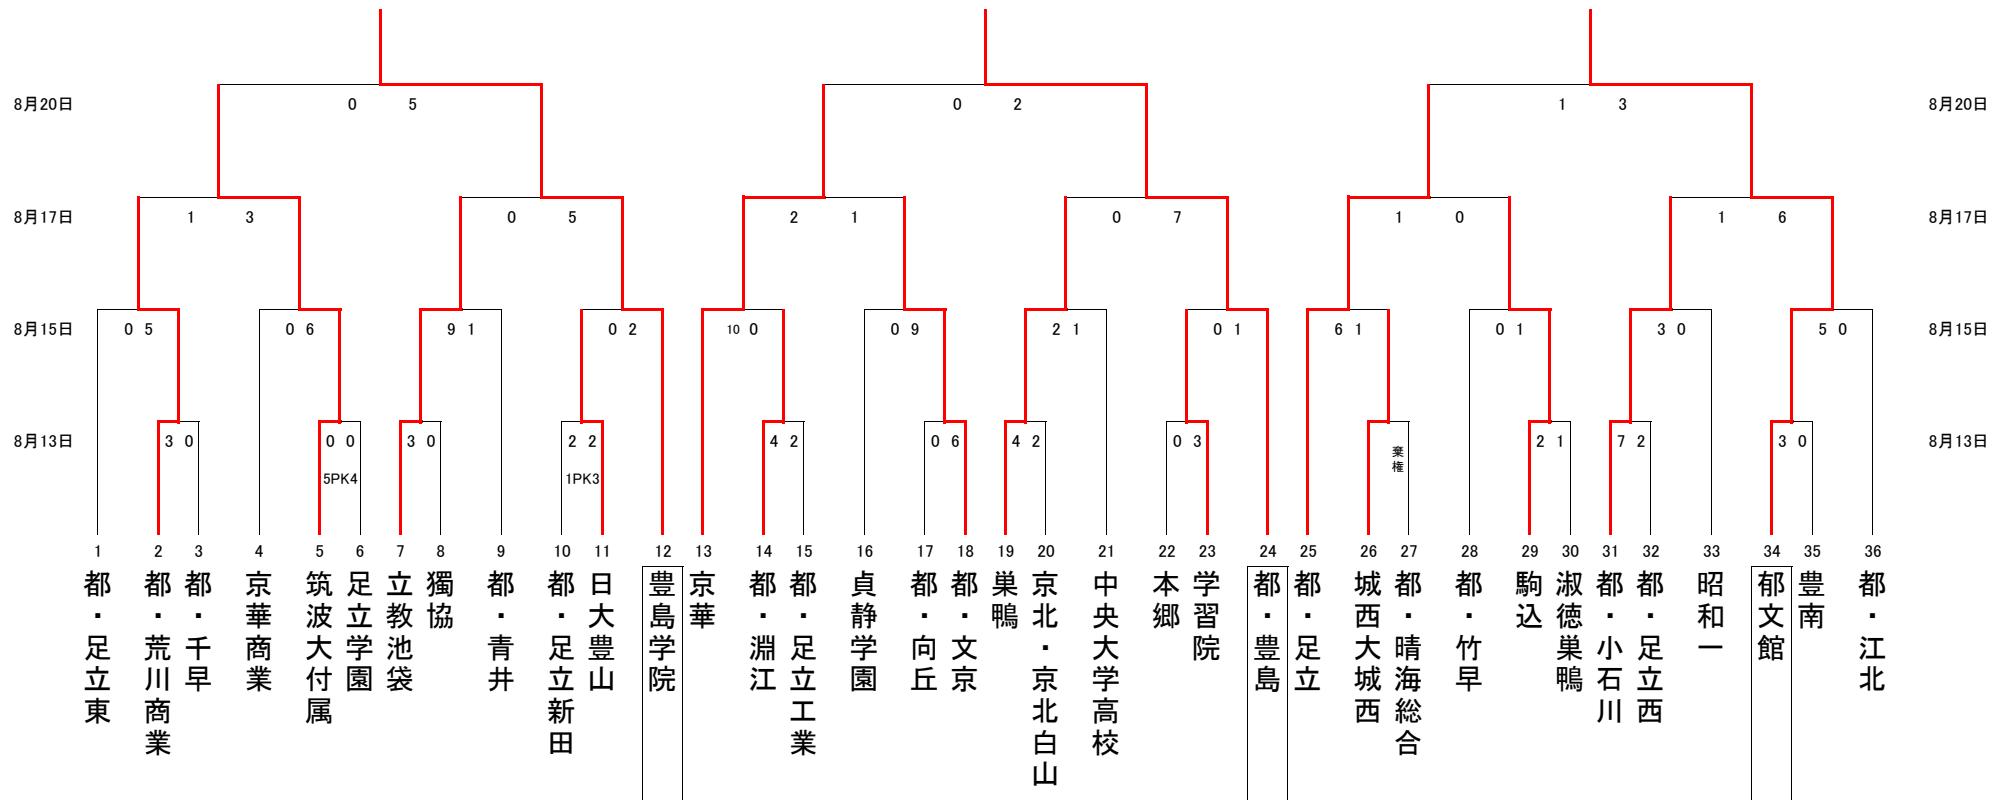 8月20日 0 5 0 2 1 3 8月20日
8月17日 1 3 0 5 2 1 0 7 1 0 1 6 8月17日
8月15日 0 5 0 6 9 1 0 2 10 0 0 9 2 1 0 1 6 1 0 1 3 0 5 0 8月15日
8月13日 3 0 0 0 3 0 2 2 4 2 0 6 4 2 0 3 棄権 2 1 7 2 3 0 8月13日
5PK4 1PK3
1 2 3 4 5 6 7 8 9 10 11 12 13 14 15 16 17 18 19 20 21 22 23 24 25 26 27 28 29 30 31 32 33 34 35 36
都・足立東
都・荒川商業
都・千早
京華商業
筑波大付属
足立学園
立教池袋
獨協
都・青井
都・足立新田
日大豊山
豊島学院
京華
都・淵江
都・足立工業
貞静学園
都・向丘
都・文京
巣鴨
京北・京北白山
中央大学高校
本郷
学習院
都・豊島
都・足立
城西大城西
都・晴海総合
都・竹早
駒込
淑徳巣鴨
都・小石川
都・足立西
昭和一
郁文館
豊南
都・江北